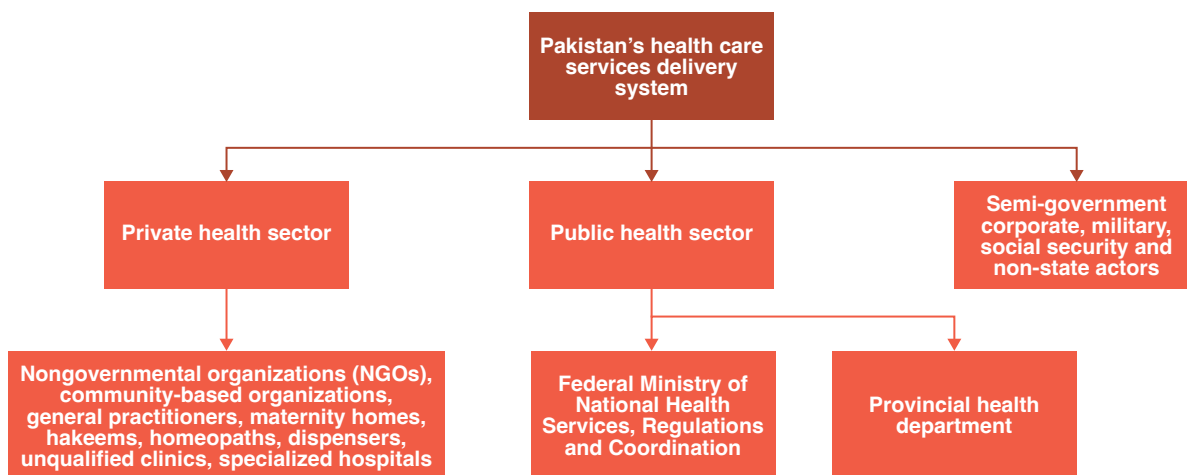 Pakistan's health care
services delivery
system
Private health sector
Public health sector
Semi-government
corporate, military,
social security and
non-state actors
Nongovernmental organizations (NGOs),
community-based organizations,
general practitioners, maternity homes,
hakeems, homeopaths, dispensers,
unqualified clinics, specialized hospitals
Federal Ministry of
National Health
Services, Regulations
and Coordination
Provincial health
department